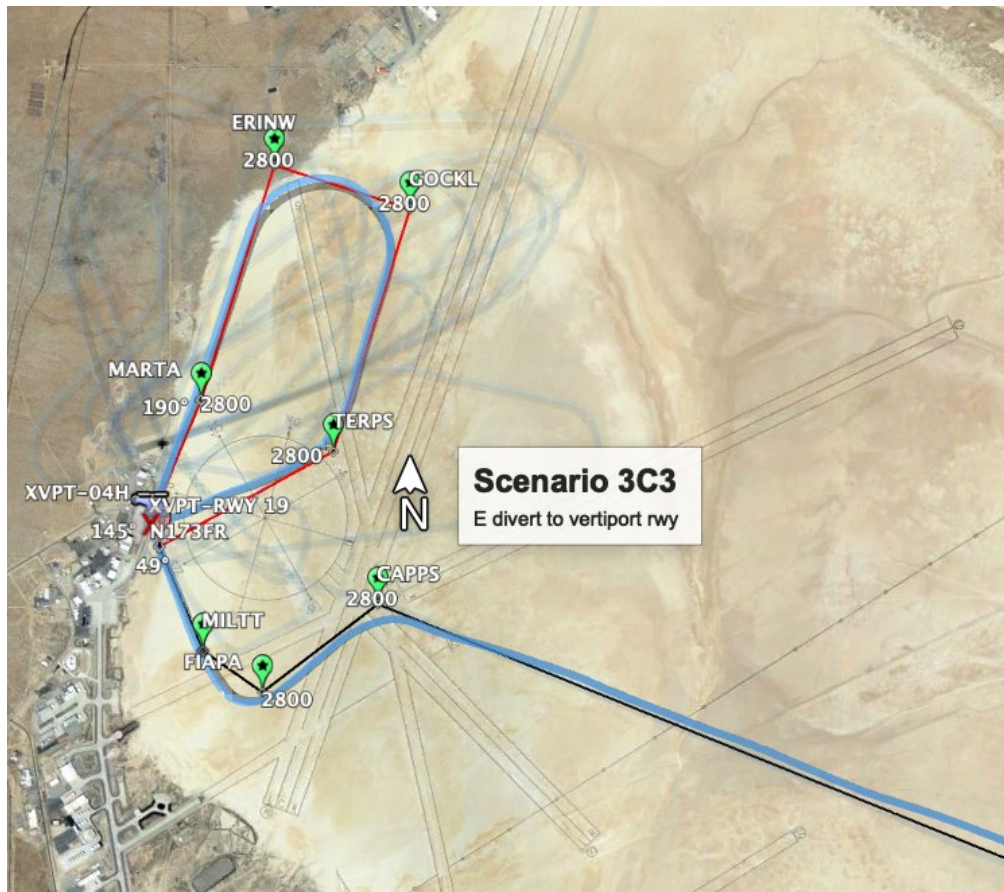 ERINW
2800
GOCKL
2800
MARTA
190° 2800
TERPS
2800
Scenario 3C3
E divert to vertiport rwy
N
XVPT-04H
XVPT-RWY 19
145° N173FR
49°
CAPPS
2800
MILTT
FIAPA
2800